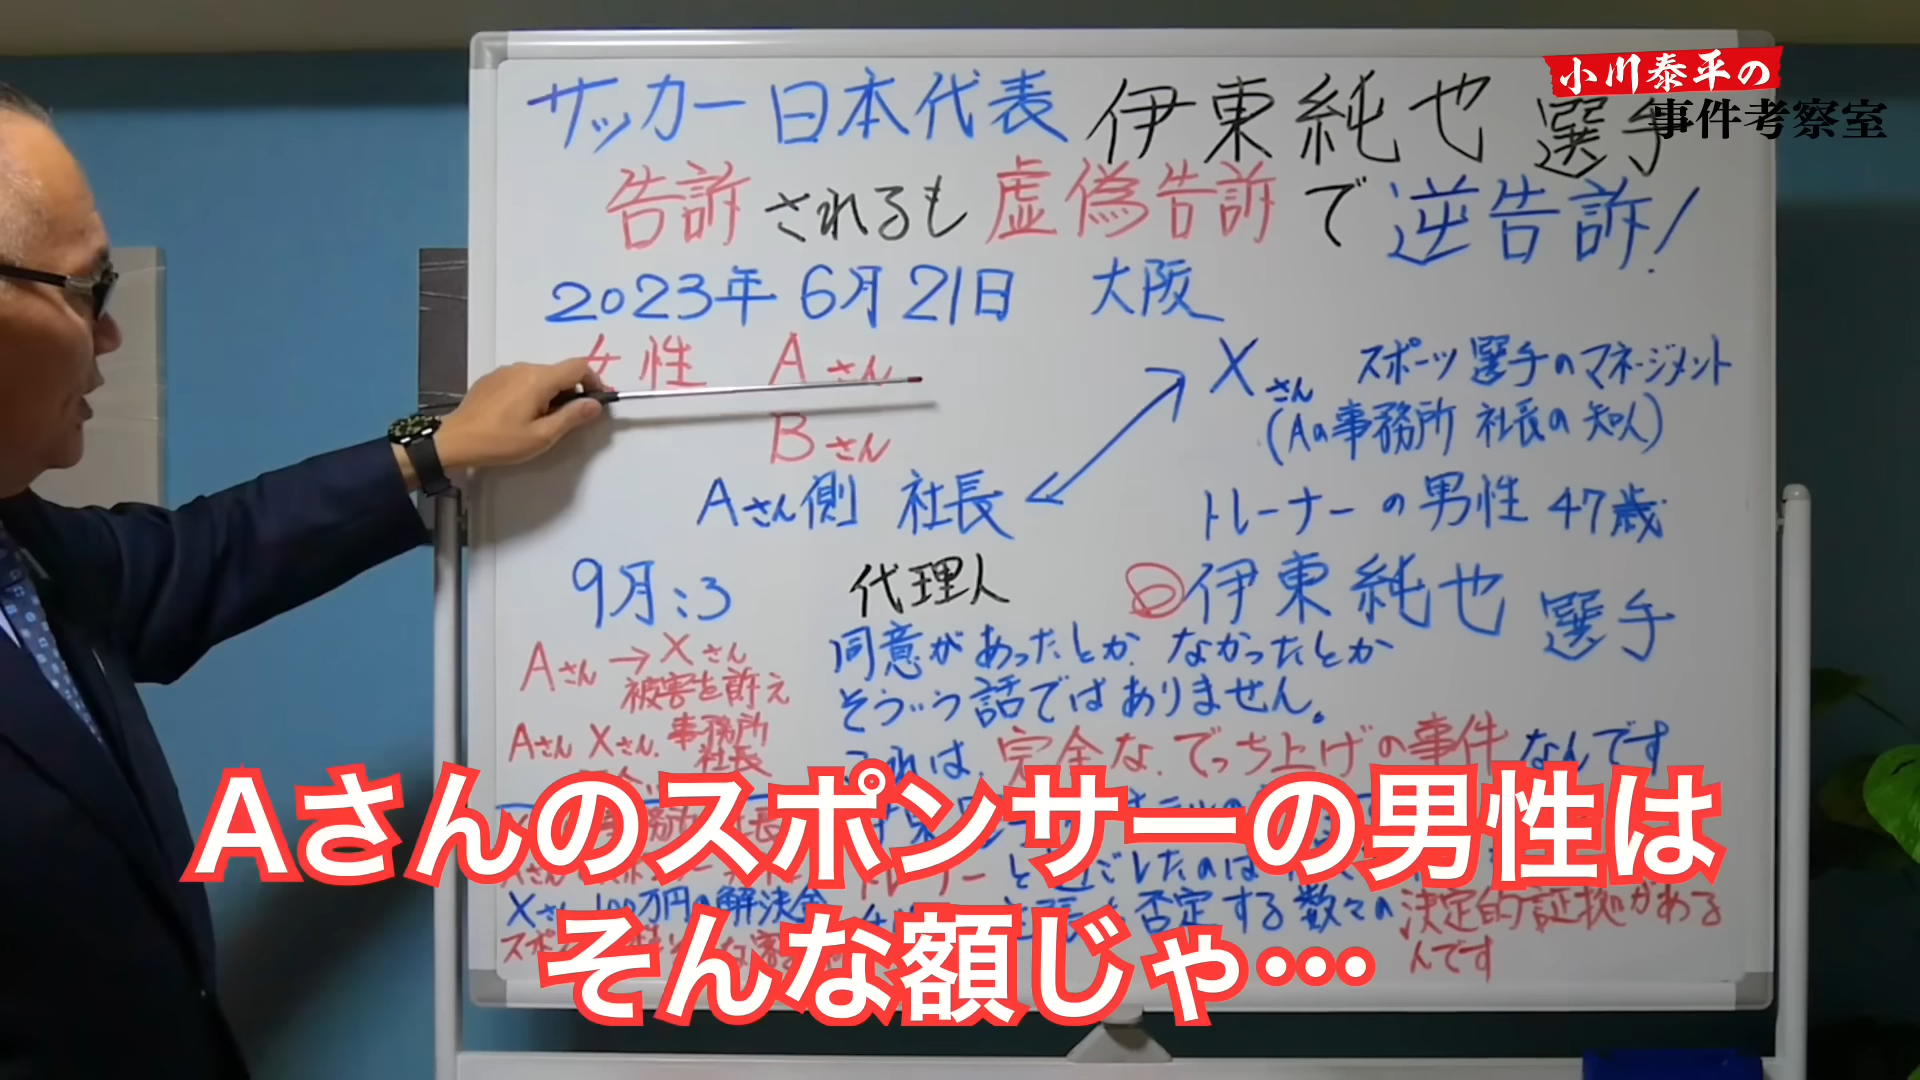 小川泰平の
事件考察室
サッカー日本代表 伊東純也 選手
告訴されるも虚偽告訴で逆告訴!
2023年6月21日 大阪
女性 Aさん
Bさん
Xさん スポーツ選手のマネージメント
(Aの事務所 社長の知人)
Aさん側 社長
トレーナーの男性 47歳
9月:3
代理人
伊東純也 選手
Aさん→Xさん
被害を訴え
AさんXさん.事務所
社長
同意があったとか なかったとか
そういう話ではありません。
これは、完全な、でっち上げの事件なんです
と過ごしたのは
Xさん 100万円の解決金
否定する数々の決定的証拠がある
んです
Aさんのスポンサーの男性は
そんな額じゃ…